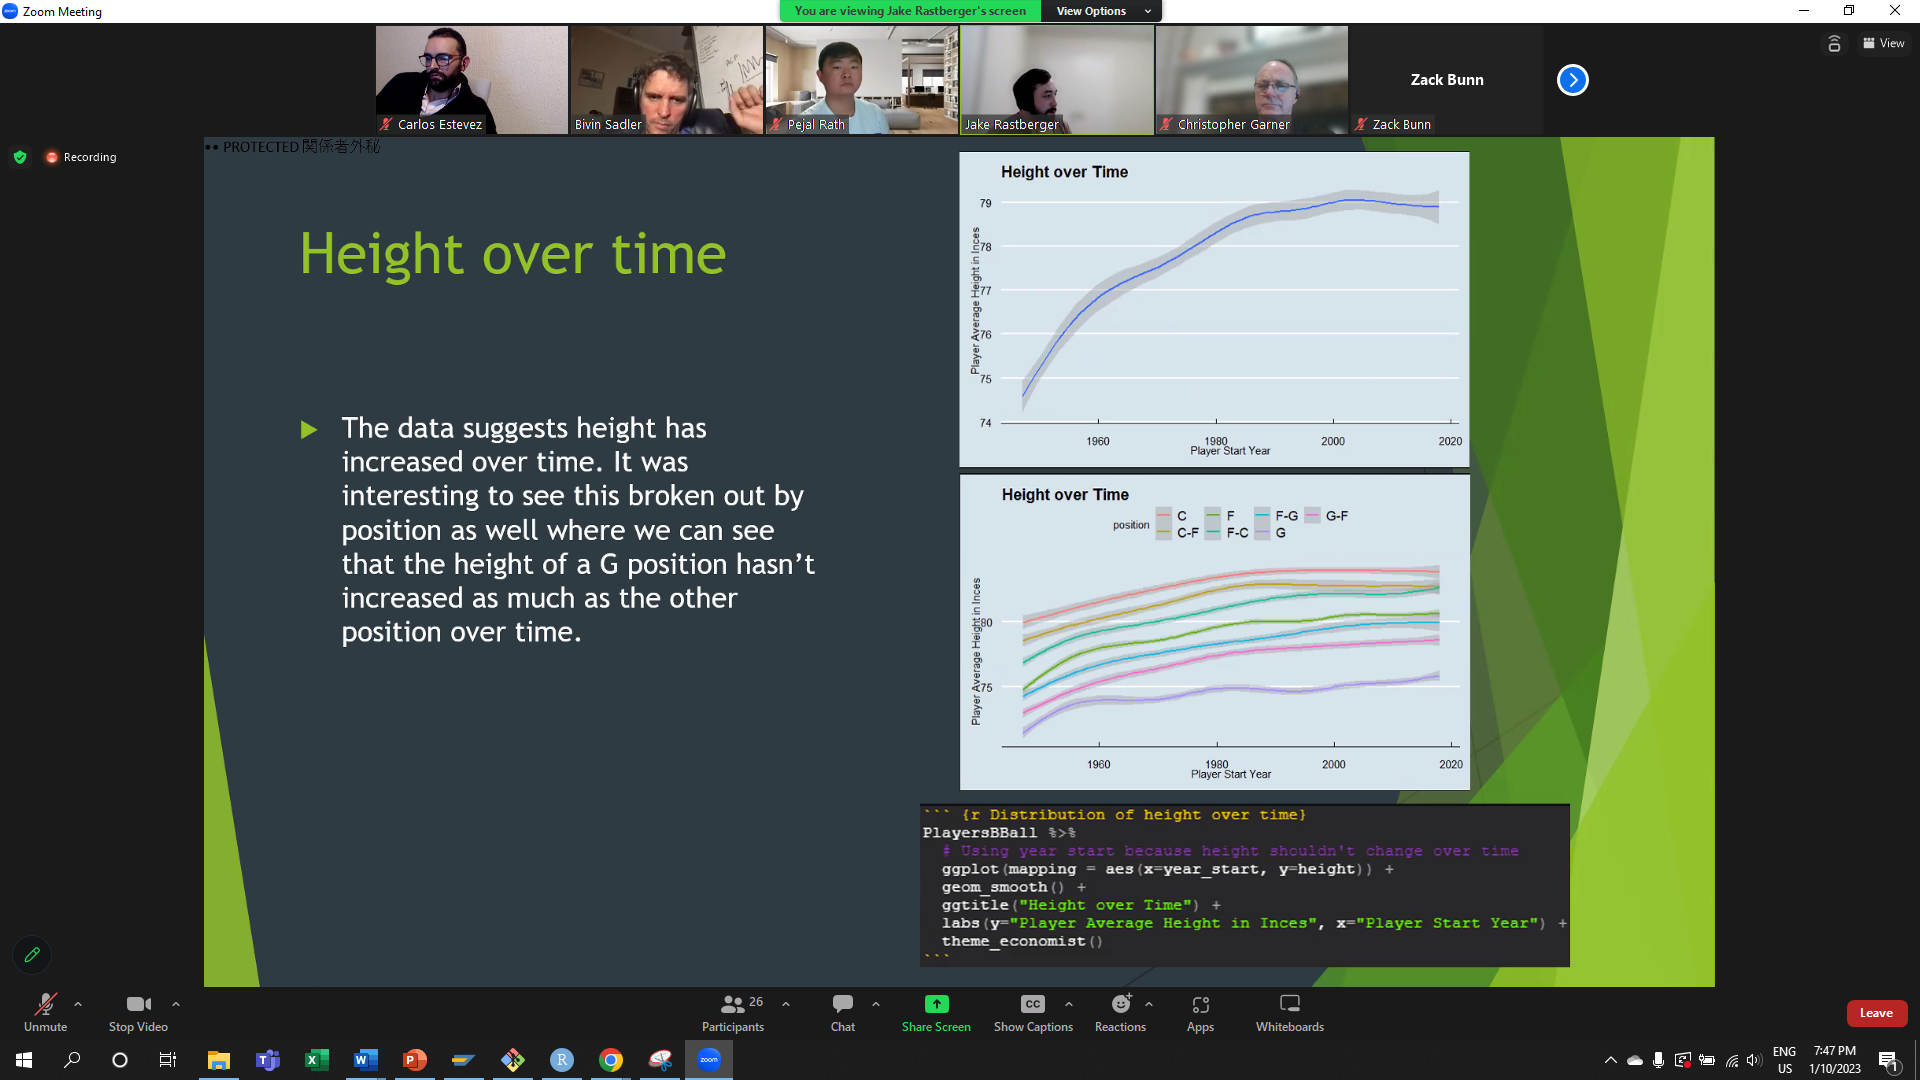 Zoom Meeting
You are viewing Jake Rastberger's screen
View Options
Carlos Estevez
Bivin Sadler
Pejal Rath
Jake Rastberger
Christopher Garner
Zack Bunn
Zack Bunn
View
Recording
•• PROTECTED 関係者外秘
Height over time
The data suggests height has
increased over time. It was
interesting to see this broken out by
position as well where we can see
that the height of a G position hasn't
increased as much as the other
position over time.
Height over Time
Player Average Height in Inces
79
78
77
76
75
74
1960 1980 2000 2020
Player Start Year
Height over Time
position C F F-G G-F
C-F F-C G
Player Average Height in Inces
80
75
1960 1980 2000 2020
Player Start Year
``` {r Distribution of height over time}
PlayersBBall %>%
# Using year start because height shouldn't change over time
ggplot(mapping = aes(x=year_start, y=height)) +
geom_smooth() +
ggtitle("Height over Time") +
labs(y="Player Average Height in Inces", x="Player Start Year") +
theme_economist()
```
Unmute
Stop Video
26
Participants
Chat
Share Screen
CC
Show Captions
Reactions
Apps
Whiteboards
Leave
zoom
ENG
US
7:47 PM
1/10/2023
1